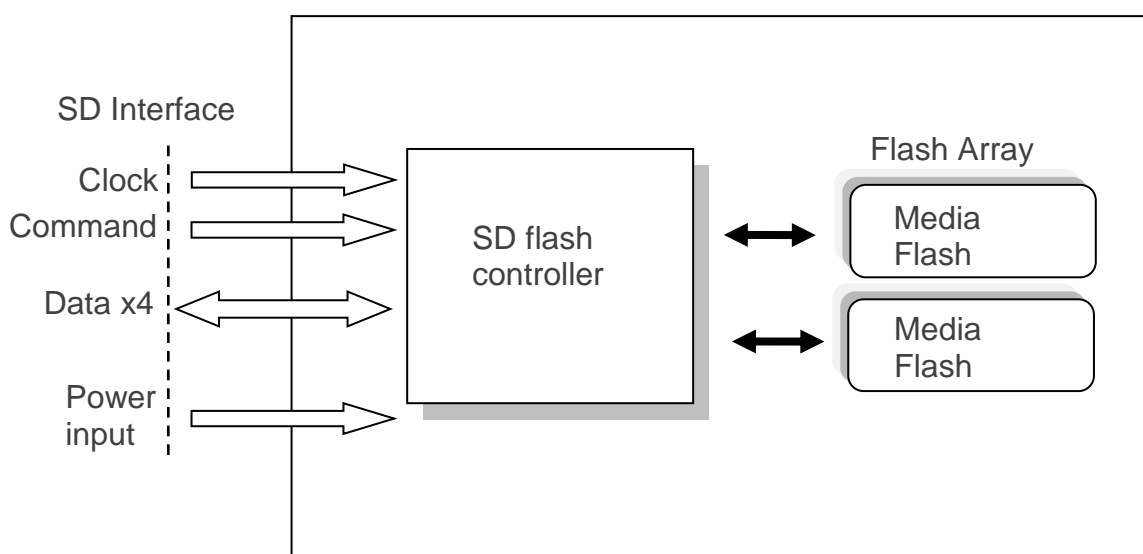 SD Interface
Clock
Command
Data x4
Power
input
SD flash
controller
Flash Array
Media
Flash
Media
Flash